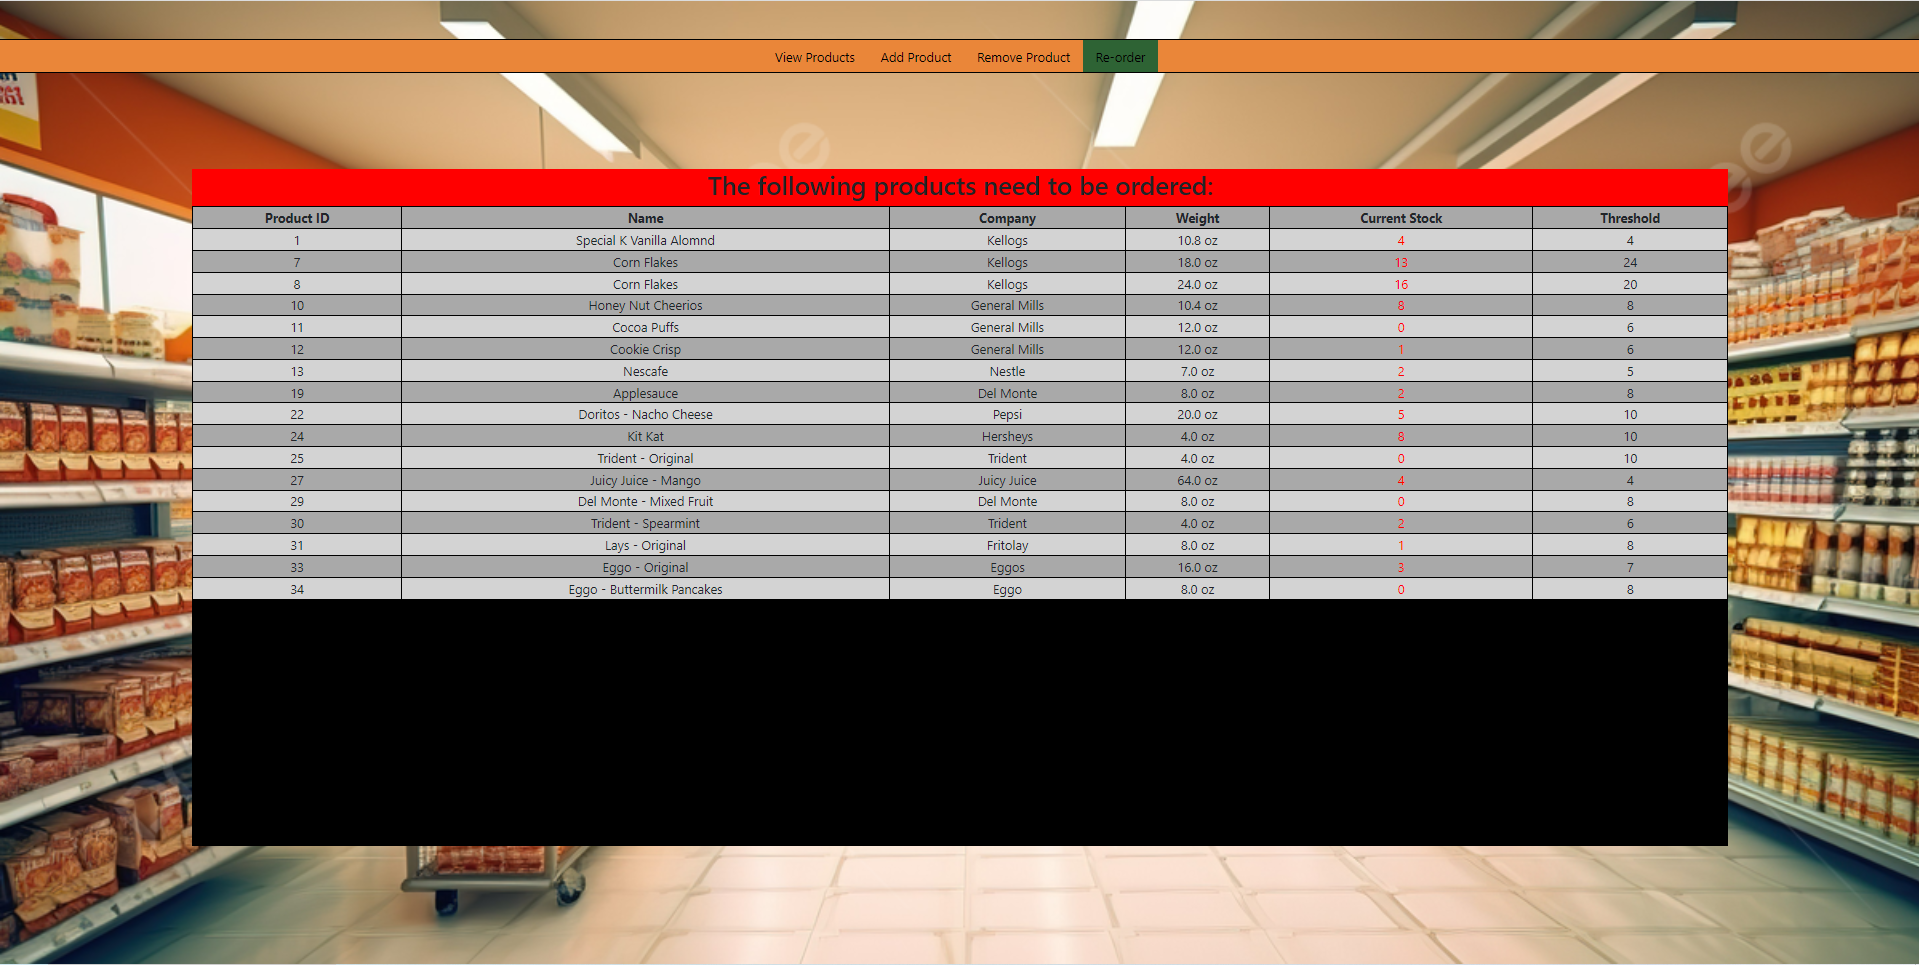 View Products Add Product Remove Product Re-order
The following products need to be ordered:
Product ID Name Company Weight Current Stock Threshold
1 Special K Vanilla Alomnd Kellogs 10.8 oz 4 4
7 Corn Flakes Kellogs 18.0 oz 13 24
8 Corn Flakes Kellogs 24.0 oz 16 20
10 Honey Nut Cheerios General Mills 10.4 oz 8 8
11 Cocoa Puffs General Mills 12.0 oz 0 6
12 Cookie Crisp General Mills 12.0 oz 1 6
13 Nescafe Nestle 7.0 oz 2 5
19 Applesauce Del Monte 8.0 oz 2 8
22 Doritos - Nacho Cheese Pepsi 20.0 oz 5 10
24 Kit Kat Hersheys 4.0 oz 8 10
25 Trident - Original Trident 4.0 oz 0 10
27 Juicy Juice - Mango Juicy Juice 64.0 oz 4 4
29 Del Monte - Mixed Fruit Del Monte 8.0 oz 0 8
30 Trident - Spearmint Trident 4.0 oz 2 6
31 Lays - Original Fritolay 8.0 oz 1 8
33 Eggo - Original Eggos 16.0 oz 3 7
34 Eggo - Buttermilk Pancakes Eggo 8.0 oz 0 8